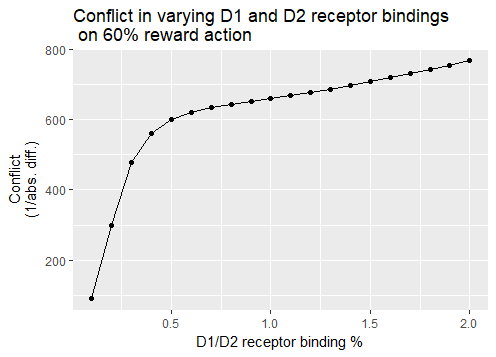 Conflict in varying D1 and D2 receptor bindings
on 60% reward action
800
600
400
200
Conflict
(1/abs. diff.)
0.5
1.0
1.5
2.0
D1/D2 receptor binding %